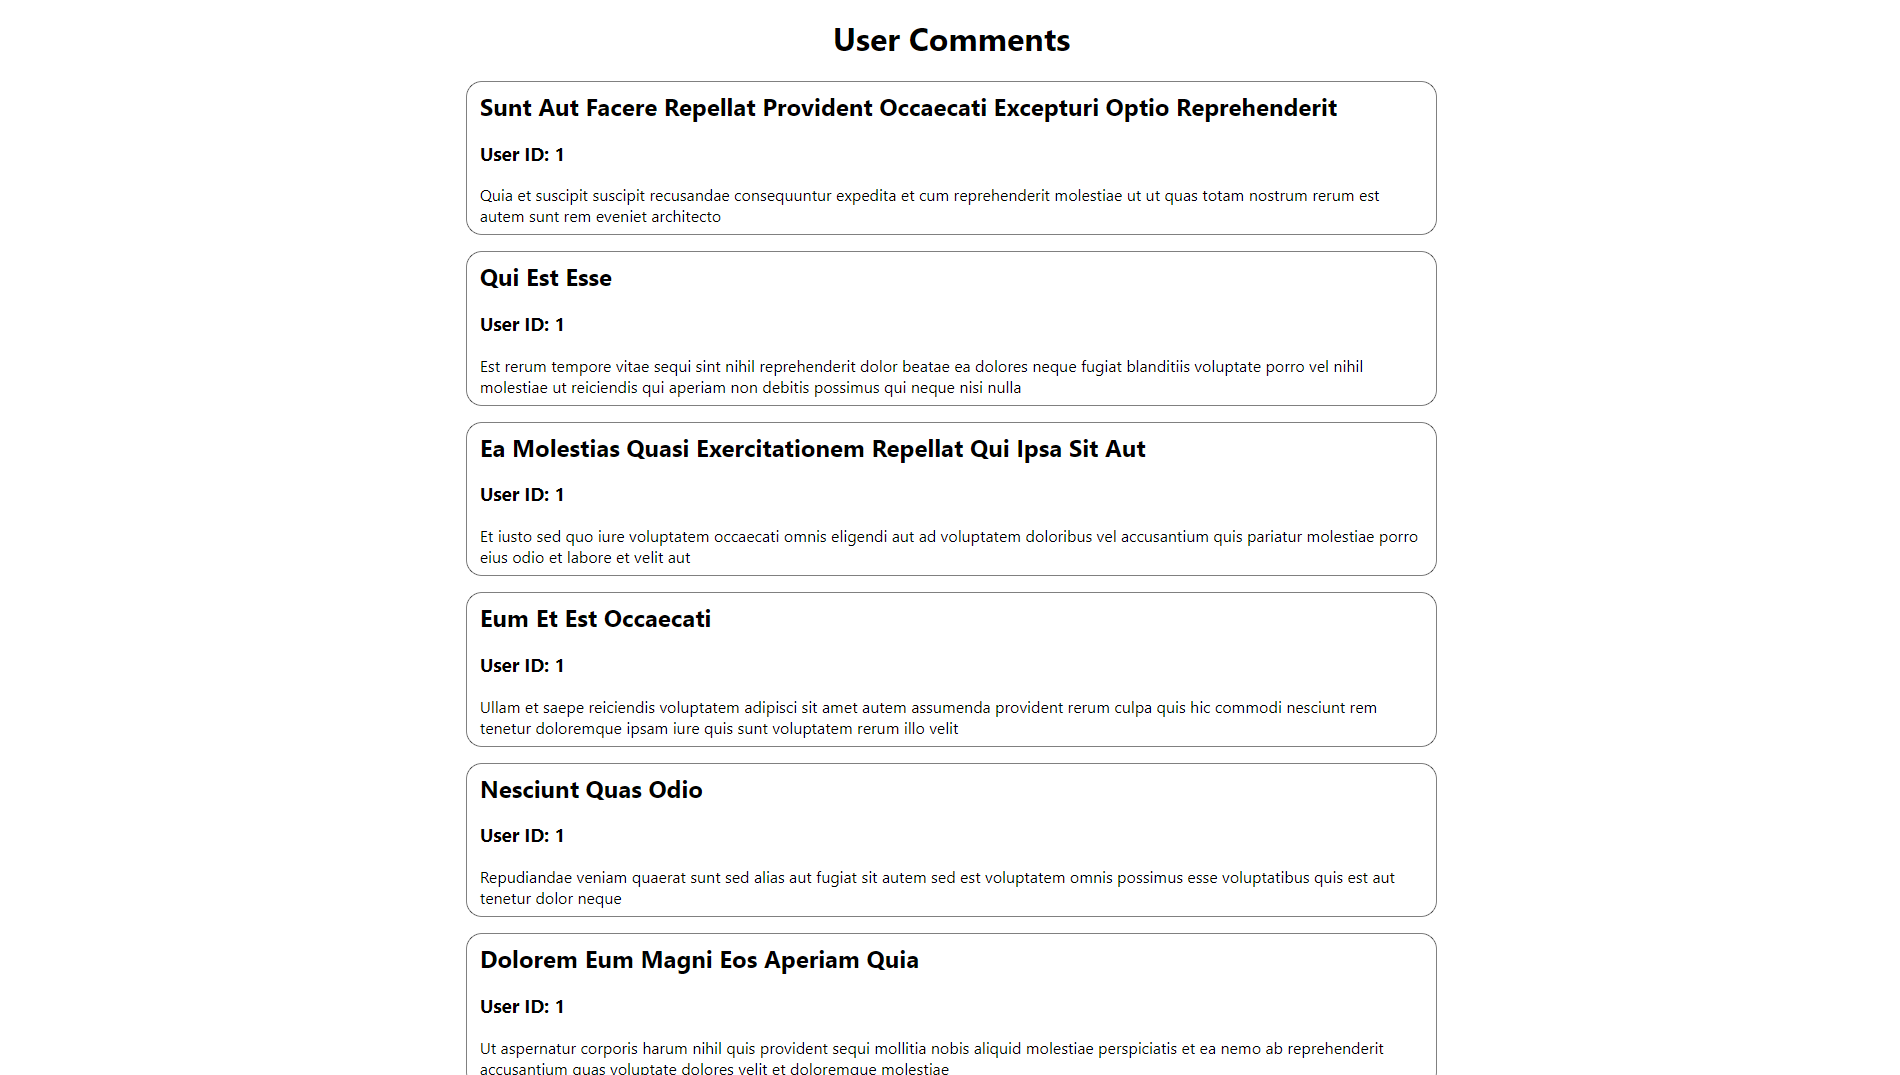 User Comments
Sunt Aut Facere Repellat Provident Occaecati Excepturi Optio Reprehenderit
User ID: 1
Quia et suscipit suscipit recusandae consequuntur expedita et cum reprehenderit molestiae ut ut quas totam nostrum rerum est
autem sunt rem eveniet architecto
Qui Est Esse
User ID: 1
Est rerum tempore vitae sequi sint nihil reprehenderit dolor beatae ea dolores neque fugiat blanditiis voluptate porro vel nihil
molestiae ut reiciendis qui aperiam non debitis possimus qui neque nisi nulla
Ea Molestias Quasi Exercitationem Repellat Qui Ipsa Sit Aut
User ID: 1
Et iusto sed quo iure voluptatem occaecati omnis eligendi aut ad voluptatem doloribus vel accusantium quis pariatur molestiae porro
eius odio et labore et velit aut
Eum Et Est Occaecati
User ID: 1
Ullam et saepe reiciendis voluptatem adipisci sit amet autem assumenda provident rerum culpa quis hic commodi nesciunt rem
tenetur doloremque ipsam iure quis sunt voluptatem rerum illo velit
Nesciunt Quas Odio
User ID: 1
Repudiandae veniam quaerat sunt sed alias aut fugiat sit autem sed est voluptatem omnis possimus esse voluptatibus quis est aut
tenetur dolor neque
Dolorem Eum Magni Eos Aperiam Quia
User ID: 1
Ut aspernatur corporis harum nihil quis provident sequi mollitia nobis aliquid molestiae perspiciatis et ea nemo ab reprehenderit
accusantium quas voluptate dolores velit et doloremque molestiae